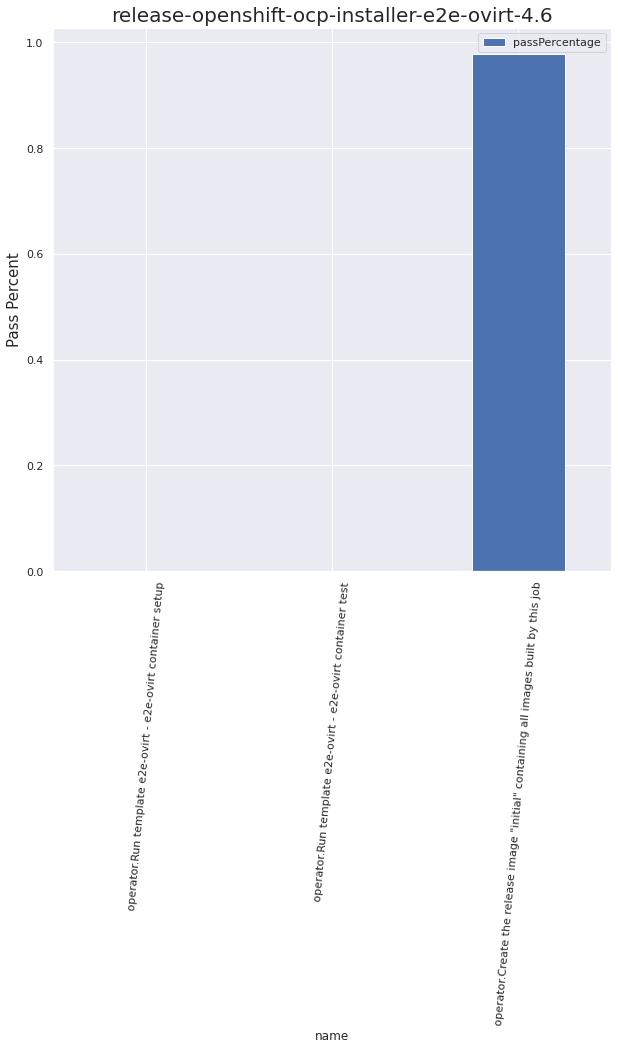 release-openshift-ocp-installer-e2e-ovirt-4.6
passPercentage
1.0
0.8
0.6
0.4
0.2
0.0
Pass Percent
operator.Run template e2e-ovirt - e2e-ovirt container setup
operator.Run template e2e-ovirt - e2e-ovirt container test
operator.Create the release image "initial" containing all images built by this job
name